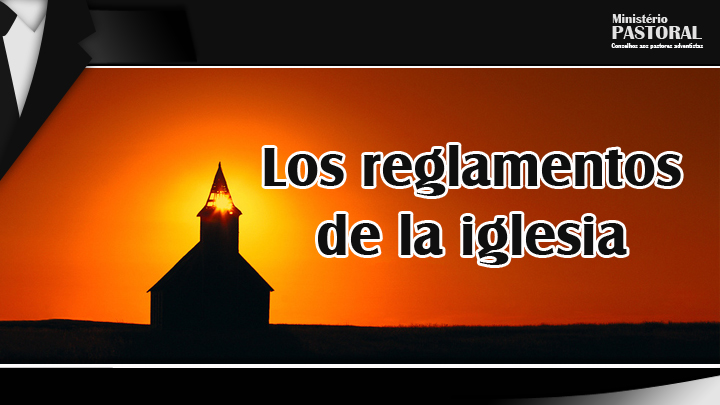 Ministério
PASTORAL
Conselhos aos pastores adventistas
Los reglamentos
de la iglesia